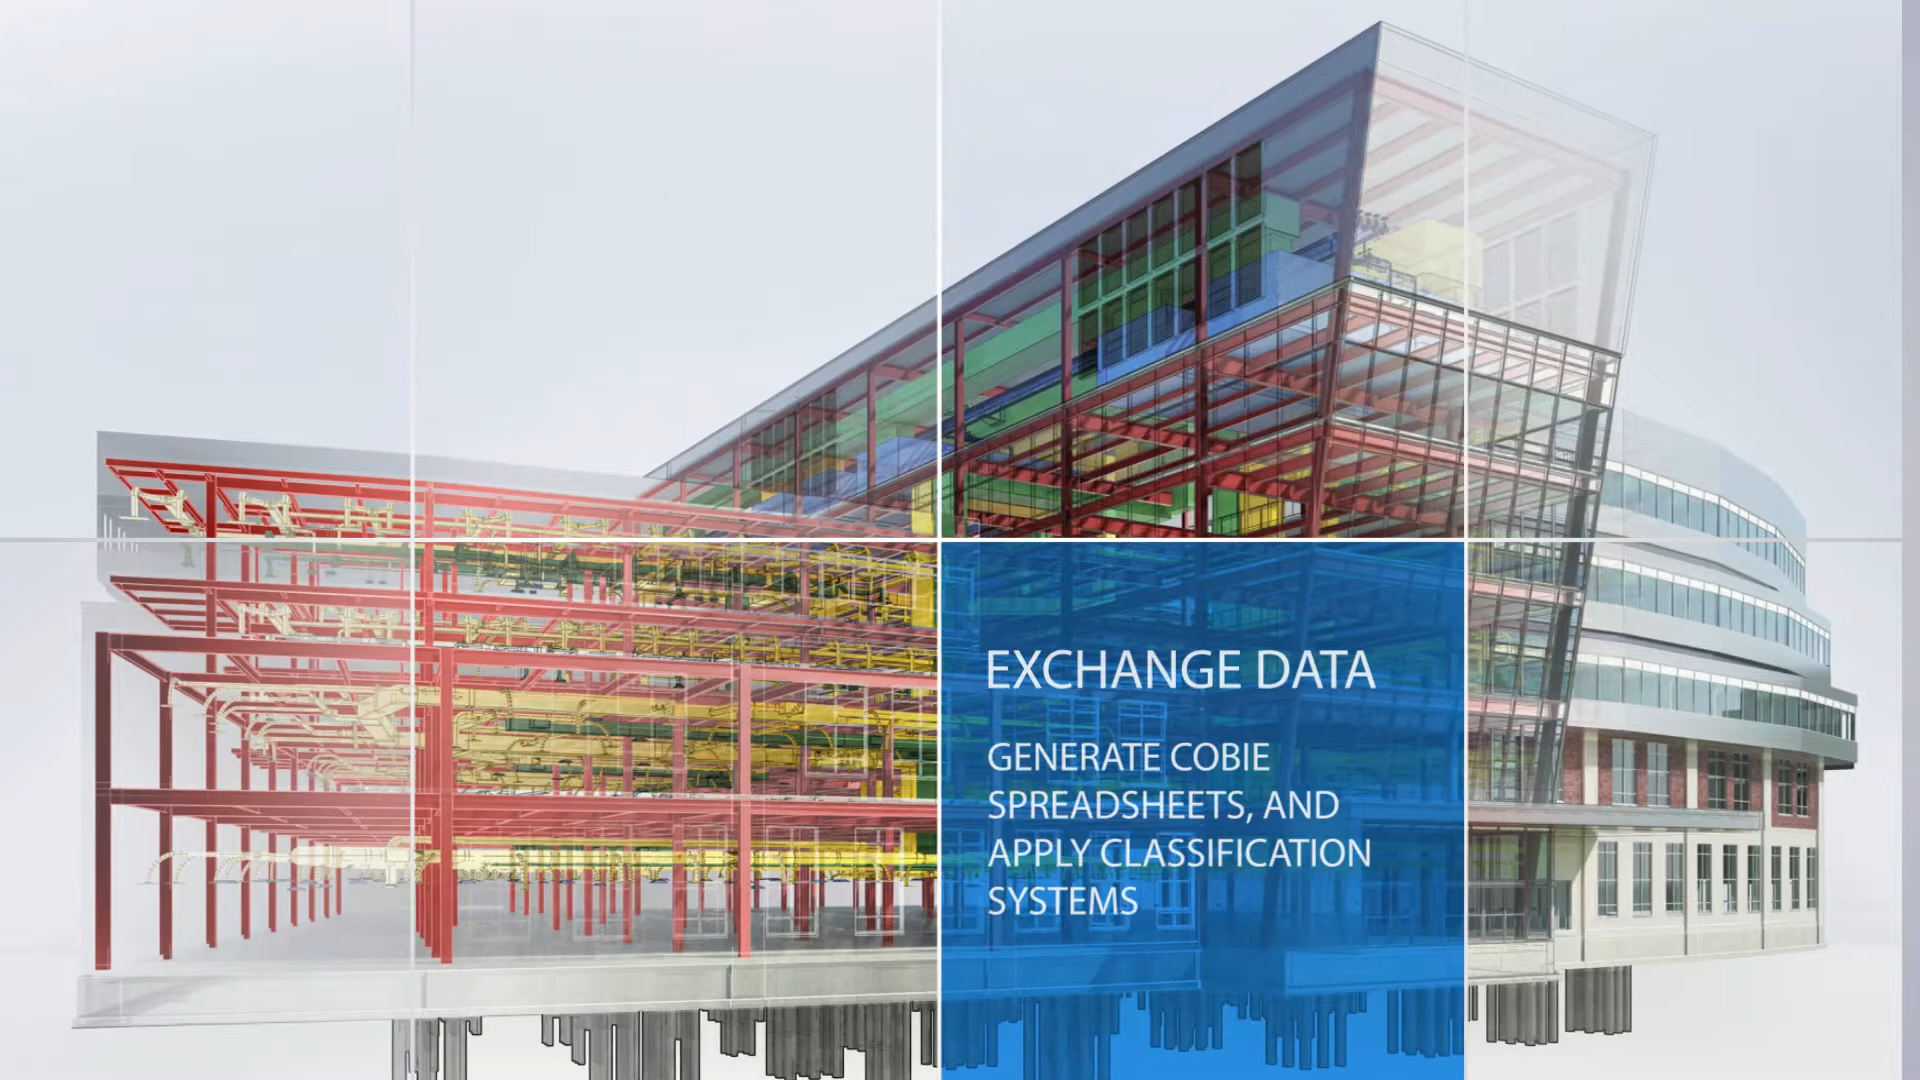 EXCHANGE DATA
GENERATE COBIE
SPREADSHEETS, AND
APPLY CLASSIFICATION
SYSTEMS